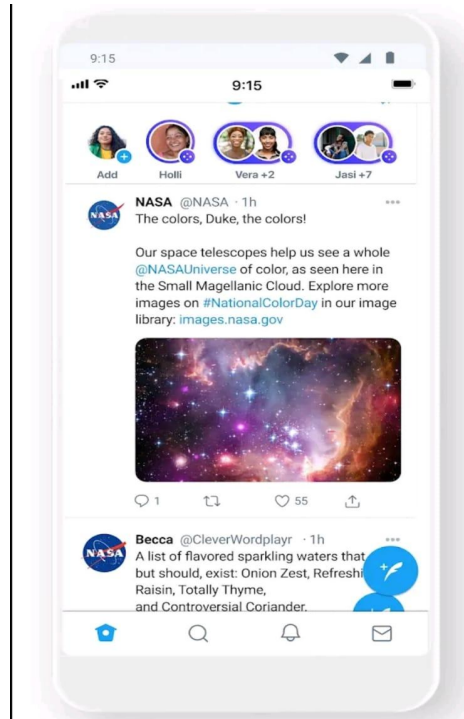 9:15
9:15
Add
Holli
Vera +2
Jasi +7
NASA
NASA @NASA · 1h
The colors, Duke, the colors!
Our space telescopes help us see a whole
@NASAUniverse of color, as seen here in
the Small Magellanic Cloud. Explore more
images on #NationalColorDay in our image
library: images.nasa.gov
1
55
NASA
Becca @CleverWordplayr · 1h
A list of flavored sparkling waters that
but should, exist: Onion Zest, Refreshi
Raisin, Totally Thyme,
and Controversial Coriander.